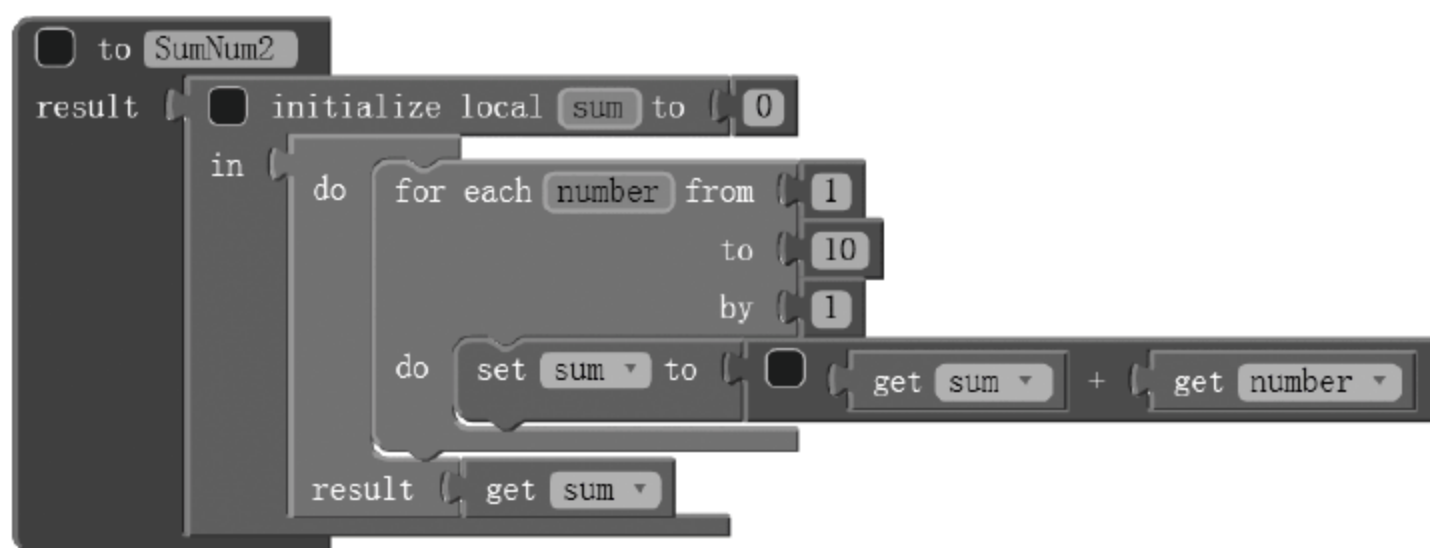 to SumNum2
result initialize local sum to 0
in
do for each number from 1
to 10
by 1
do set sum to get sum + get number
result get sum